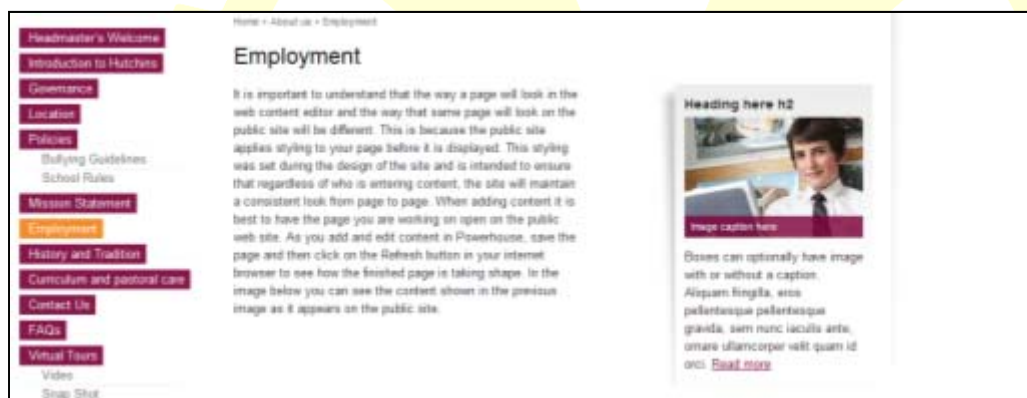 Home > About us > Employment
Headmaster's Welcome
Introduction to Hutchins
Governance
Location
Policies
Bullying Guidelines
School Rules
Mission Statement
Employment
History and Tradition
Curriculum and pastoral care
Contact Us
FAQs
Virtual Tours
Video
Snap Shot
Employment
It is important to understand that the way a page will look in the
web content editor and the way that same page will look on the
public site will be different. This is because the public site
applies styling to your page before it is displayed. This styling
was set during the design of the site and is intended to ensure
that regardless of who is entering content, the site will maintain
a consistent look from page to page. When adding content it is
best to have the page you are working on open on the public
web site. As you add and edit content in Powerhouse, save the
page and then click on the Refresh button in your internet
browser to see how the finished page is taking shape. In the
image below you can see the content shown in the previous
image as it appears on the public site.
Heading here h2
Image caption here
Boxes can optionally have image
with or without a caption.
Aliquam fringilla, eros
pellentesque pellentesque
gravida, sem nunc iaculis ante,
ornare ullamcorper velit quam id
orci. Read more